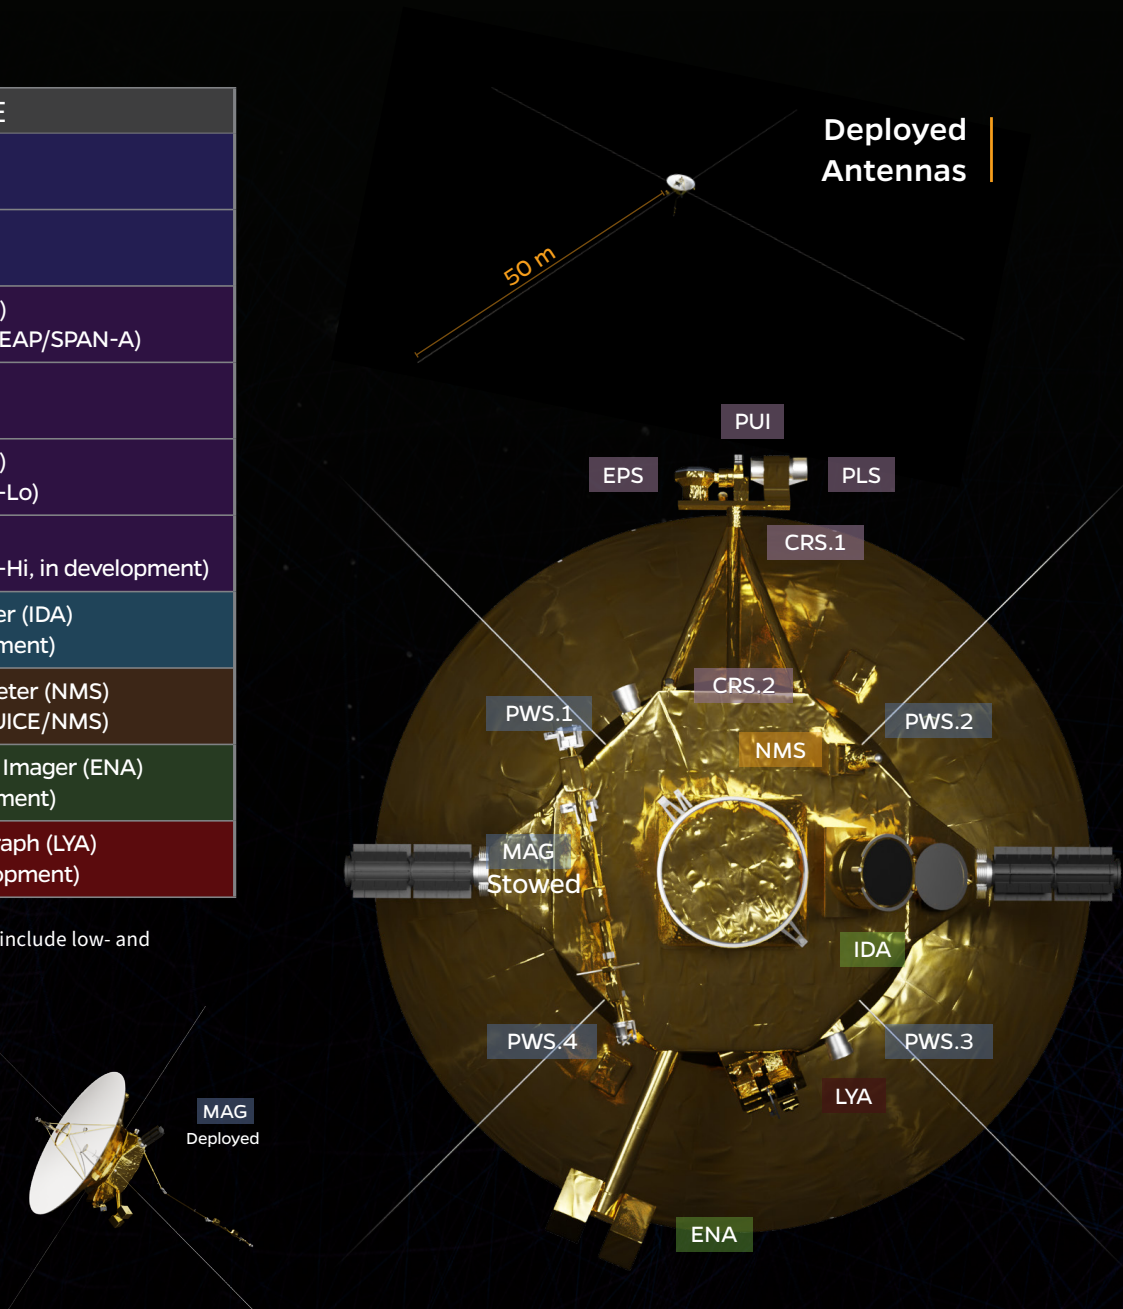 E
)
EAP/SPAN-A)
)
-Lo)
-Hi, in development)
er (IDA)
ment)
eter (NMS)
UICE/NMS)
Imager (ENA)
ment)
raph (LYA)
opment)
include low- and
MAG
Deployed
Deployed
Antennas
50 m
PUI
EPS
PLS
CRS.1
CRS.2
PWS.1
PWS.2
NMS
MAG
Stowed
IDA
PWS.4
PWS.3
LYA
ENA